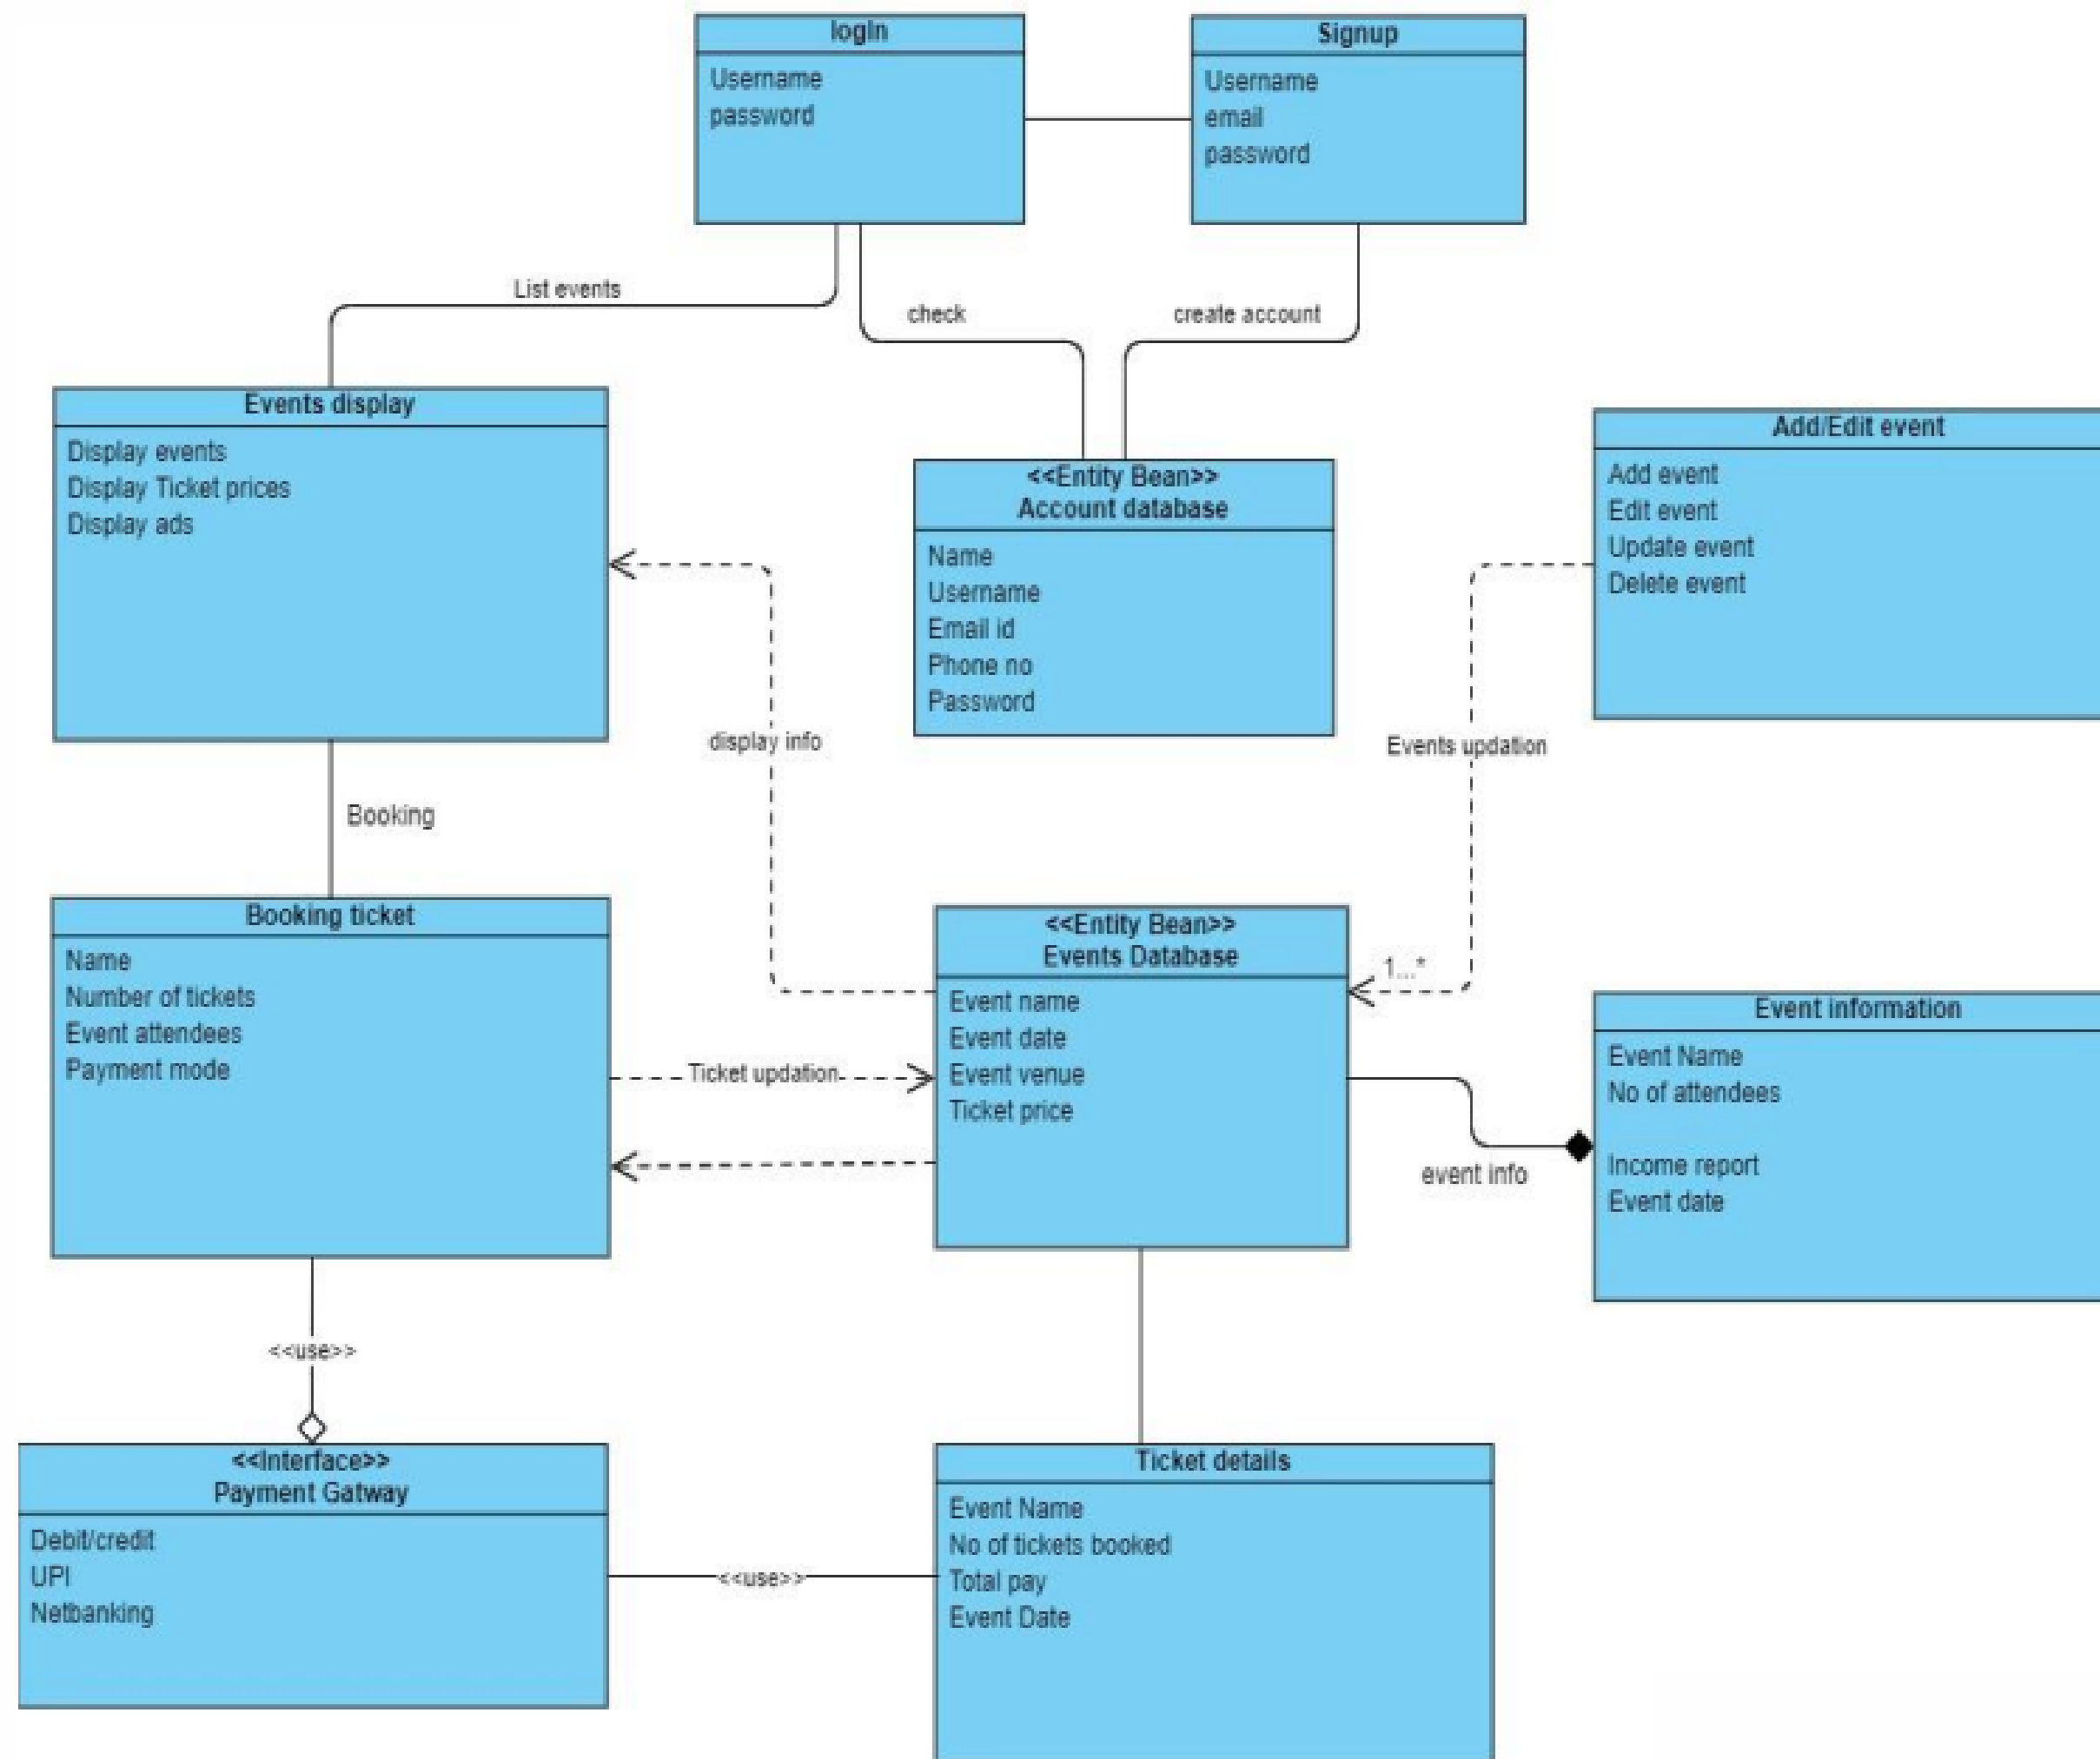 logIn
Username
password
Signup
Username
email
password
List events
check
create account
Events display
Display events
Display Ticket prices
Display ads
<<Entity Bean>>
Account database
Name
Username
Email id
Phone no
Password
Add/Edit event
Add event
Edit event
Update event
Delete event
display info
Events updation
Booking
Booking ticket
Name
Number of tickets
Event attendees
Payment mode
Ticket updation
<<Entity Bean>>
Events Database
Event name
Event date
Event venue
Ticket price
1...*
Event information
Event Name
No of attendees
Income report
Event date
event info
<<use>>
<<Interface>>
Payment Gatway
Debit/credit
UPI
Netbanking
<<use>>
Ticket details
Event Name
No of tickets booked
Total pay
Event Date